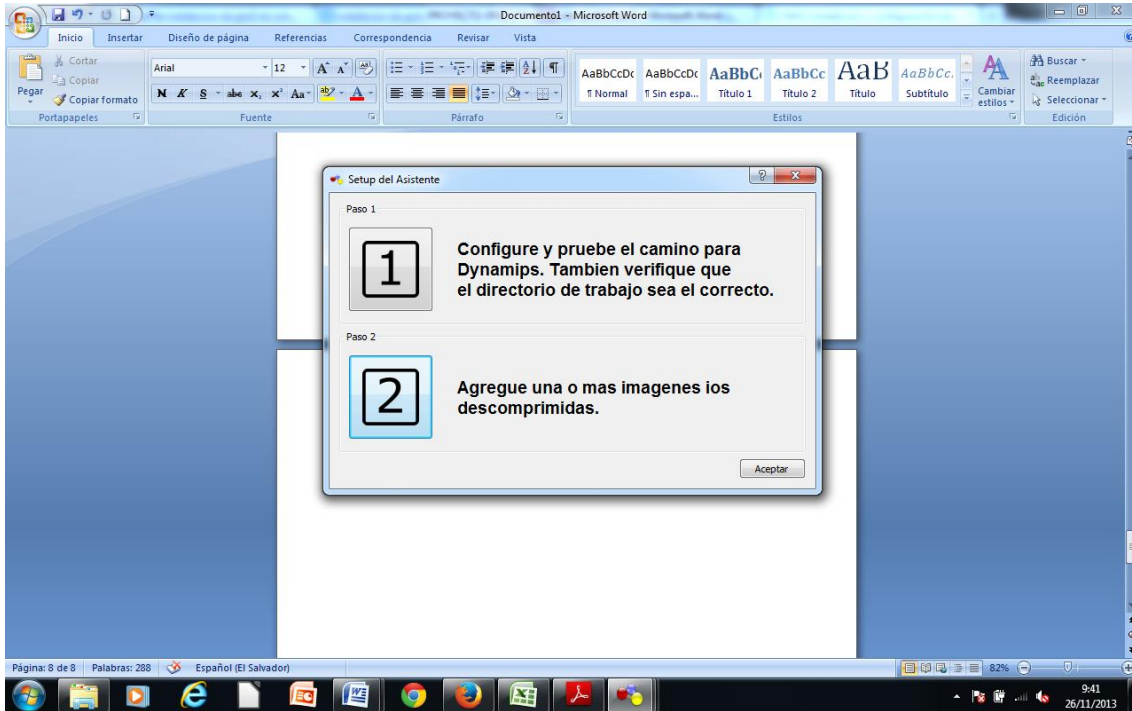 Documento1 - Microsoft Word
Inicio Insertar Diseño de página Referencias Correspondencia Revisar Vista
Pegar
Cortar
Copiar
Copiar formato
Portapapeles
Arial 12
N K S abe X₂ X² Aa
Fuente
Párrafo
AaBbCcDc AaBbCcDc AaBbC AaBbCc AaB AaBbCc.
¶ Normal ¶ Sin espa... Título 1 Título 2 Título Subtítulo
Cambiar
estilos
Estilos
Buscar
Reemplazar
Seleccionar
Edición
Setup del Asistente
Paso 1
1
Configure y pruebe el camino para
Dynamips. Tambien verifique que
el directorio de trabajo sea el correcto.
Paso 2
2
Agregue una o mas imagenes ios
descomprimidas.
Aceptar
Página: 8 de 8 Palabras: 288 Español (El Salvador) 82%
9:41
26/11/2013